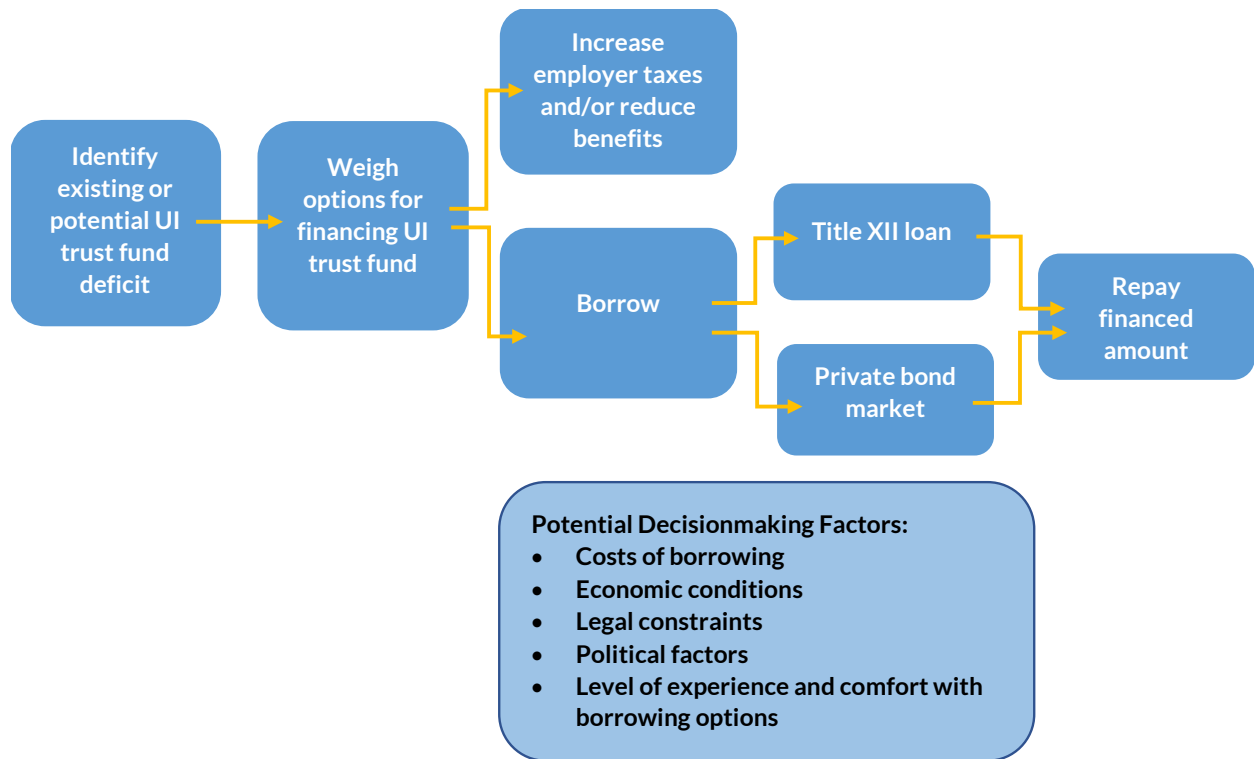 Identify
existing or
potential UI
trust fund
deficit
Weigh
options for
financing UI
trust fund
Increase
employer taxes
and/or reduce
benefits
Borrow
Title XII loan
Private bond
market
Repay
financed
amount
Potential Decisionmaking Factors:
• Costs of borrowing
• Economic conditions
• Legal constraints
• Political factors
• Level of experience and comfort with
borrowing options